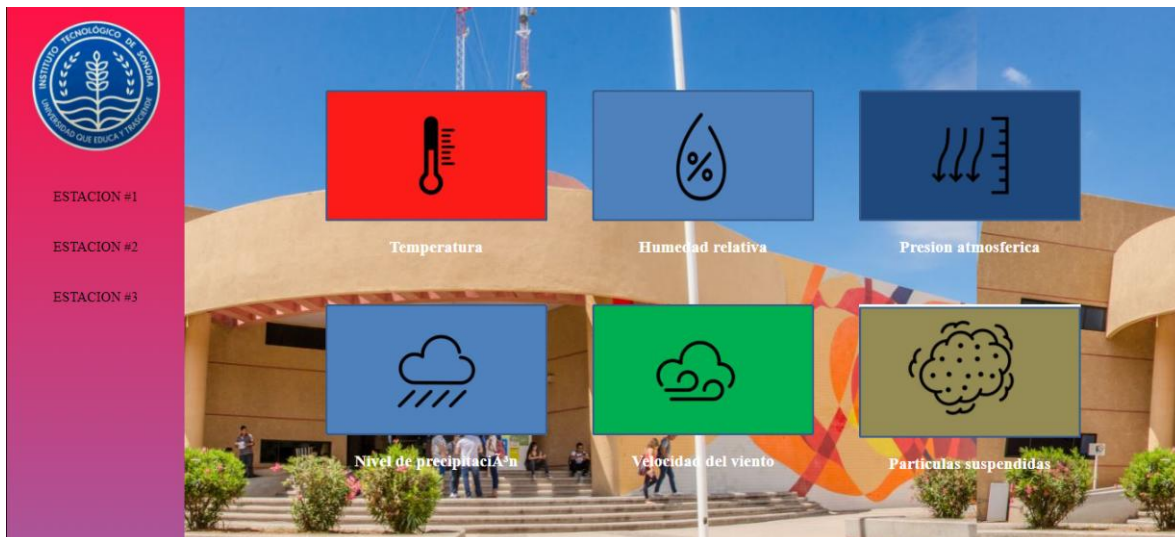 INSTITUTO TECNOLÓGICO DE SONORA
UNIVERSIDAD QUE EDUCA Y TRASCIENDE
ESTACION #1
ESTACION #2
ESTACION #3
%
Temperatura
Humedad relativa
Presion atmosferica
Nivel de precipitaciÃ³n
Velocidad del viento
Particulas suspendidas